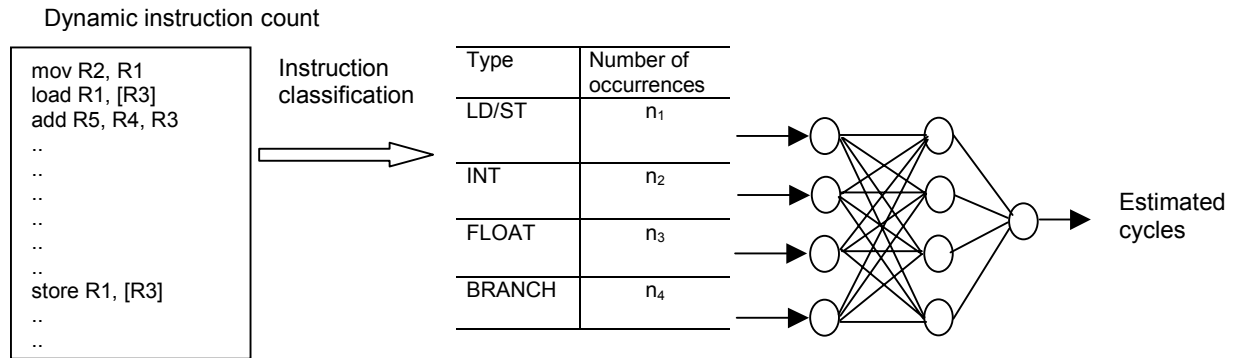 Dynamic instruction count
mov R2, R1
load R1, [R3]
add R5, R4, R3
..
..
..
..
..
..
store R1, [R3]
..
..
Instruction
classification
Type
Number of
occurrences
LD/ST
n₁
INT
n₂
FLOAT
n₃
BRANCH
n₄
Estimated
cycles